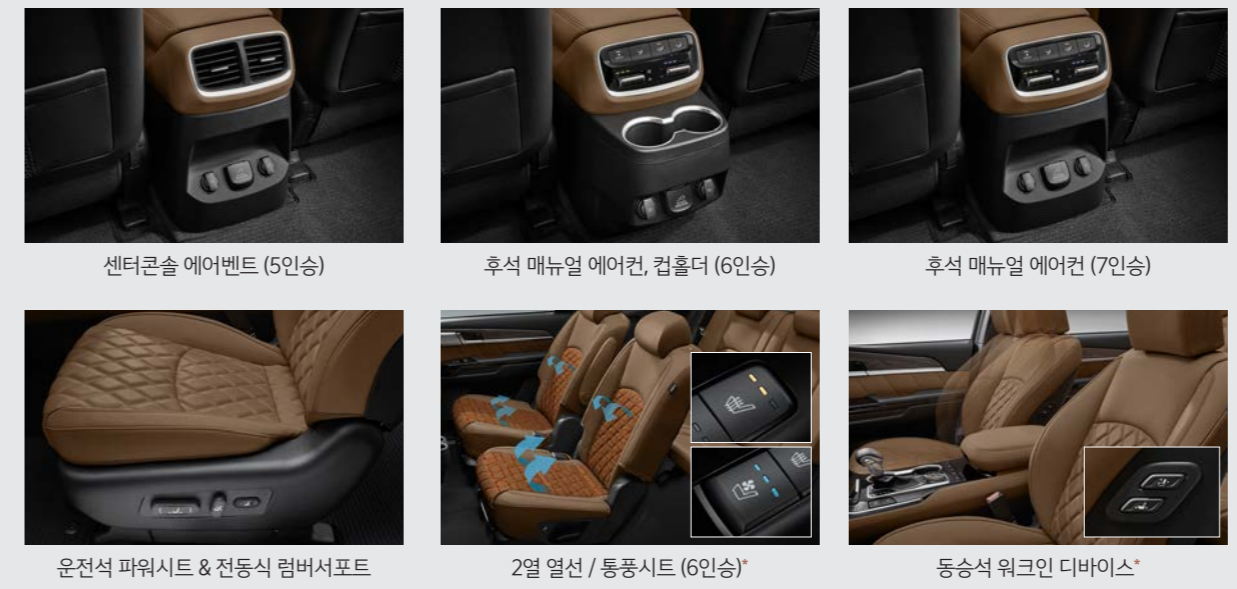 센터콘솔 에어벤트 (5인승)
후석 매뉴얼 에어컨, 컵홀더 (6인승)
후석 매뉴얼 에어컨 (7인승)
운전석 파워시트 & 전동식 럼버서포트
2열 열선 / 통풍시트 (6인승)*
동승석 워크인 디바이스*